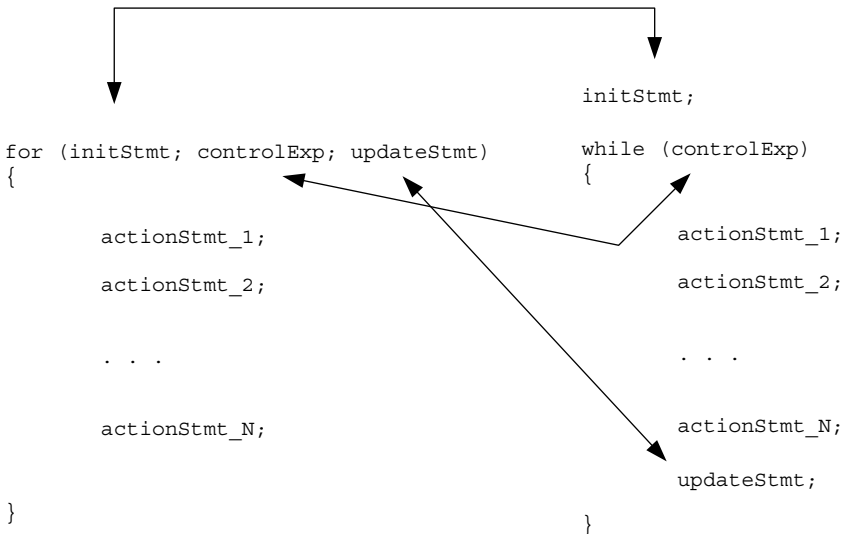 for (initStmt; controlExp; updateStmt)
{
actionStmt_1;
actionStmt_2;
. . .
actionStmt_N;
}
initStmt;
while (controlExp)
{
actionStmt_1;
actionStmt_2;
. . .
actionStmt_N;
updateStmt;
}